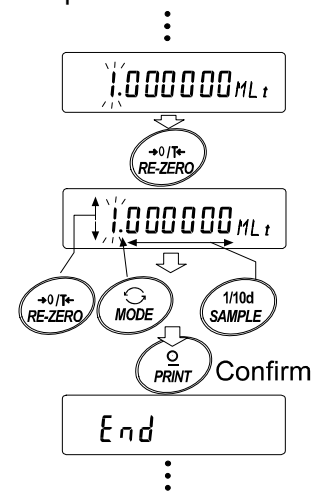 1.000000MLt
→0/T←
RE-ZERO
1.000000MLt
→0/T←
RE-ZERO
MODE
1/10d
SAMPLE
PRINT
Confirm
End